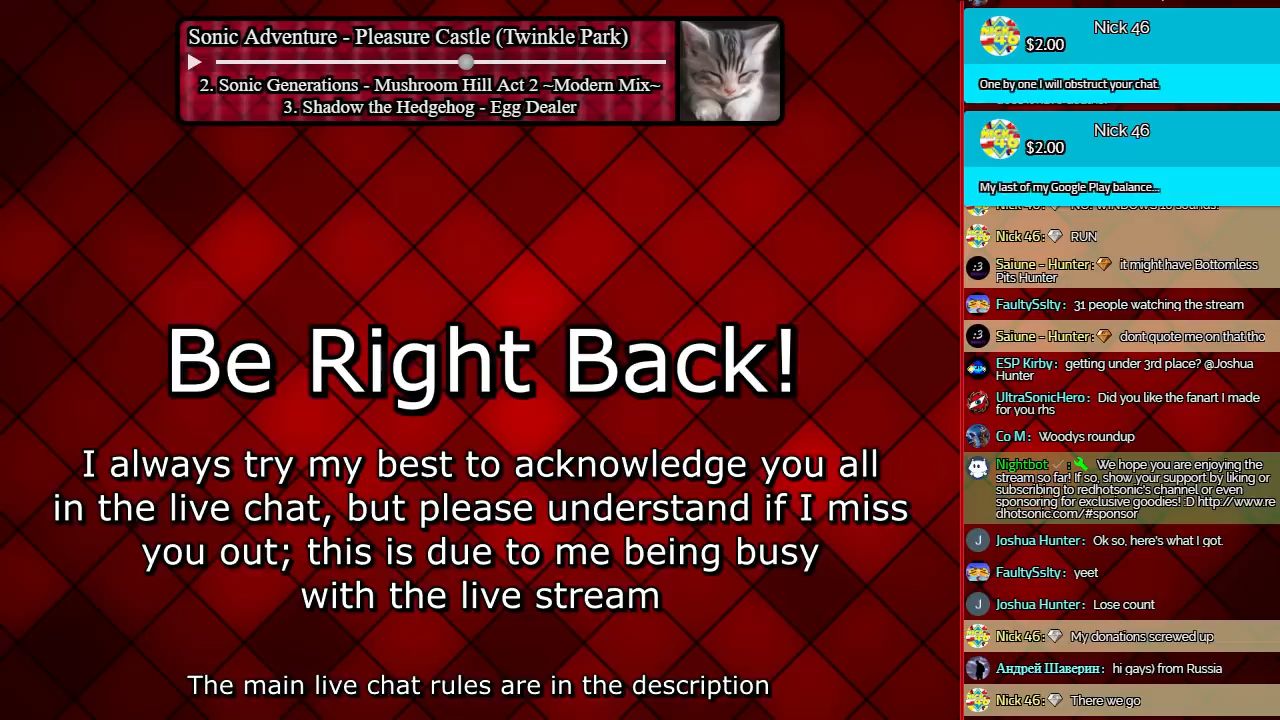 Sonic Adventure - Pleasure Castle (Twinkle Park)
2. Sonic Generations - Mushroom Hill Act 2 ~Modern Mix~
3. Shadow the Hedgehog - Egg Dealer
Be Right Back!
I always try my best to acknowledge you all
in the live chat, but please understand if I miss
you out; this is due to me being busy
with the live stream
The main live chat rules are in the description
Nick 46
$2.00
One by one I will obstruct your chat.
Nick 46
$2.00
My last of my Google Play balance...
Nick 46: RUN
Saiune - Hunter: it might have Bottomless
Pits Hunter
FaultySslty: 31 people watching the stream
Saiune - Hunter: dont quote me on that tho
ESP Kirby: getting under 3rd place? @Joshua
Hunter
UltraSonicHero: Did you like the fanart I made
for you rhs
Co M: Woodys roundup
Nightbot: We hope you are enjoying the
stream so far! If so, show your support by liking or
subscribing to redhotsonic's channel or even
sponsoring for exclusive goodies! :D http://www.re
dhotsonic.com/#sponsor
J Joshua Hunter: Ok so, here's what I got.
FaultySslty: yeet
J Joshua Hunter: Lose count
Nick 46: My donations screwed up
Андрей Шаверин: hi gays) from Russia
Nick 46: There we go